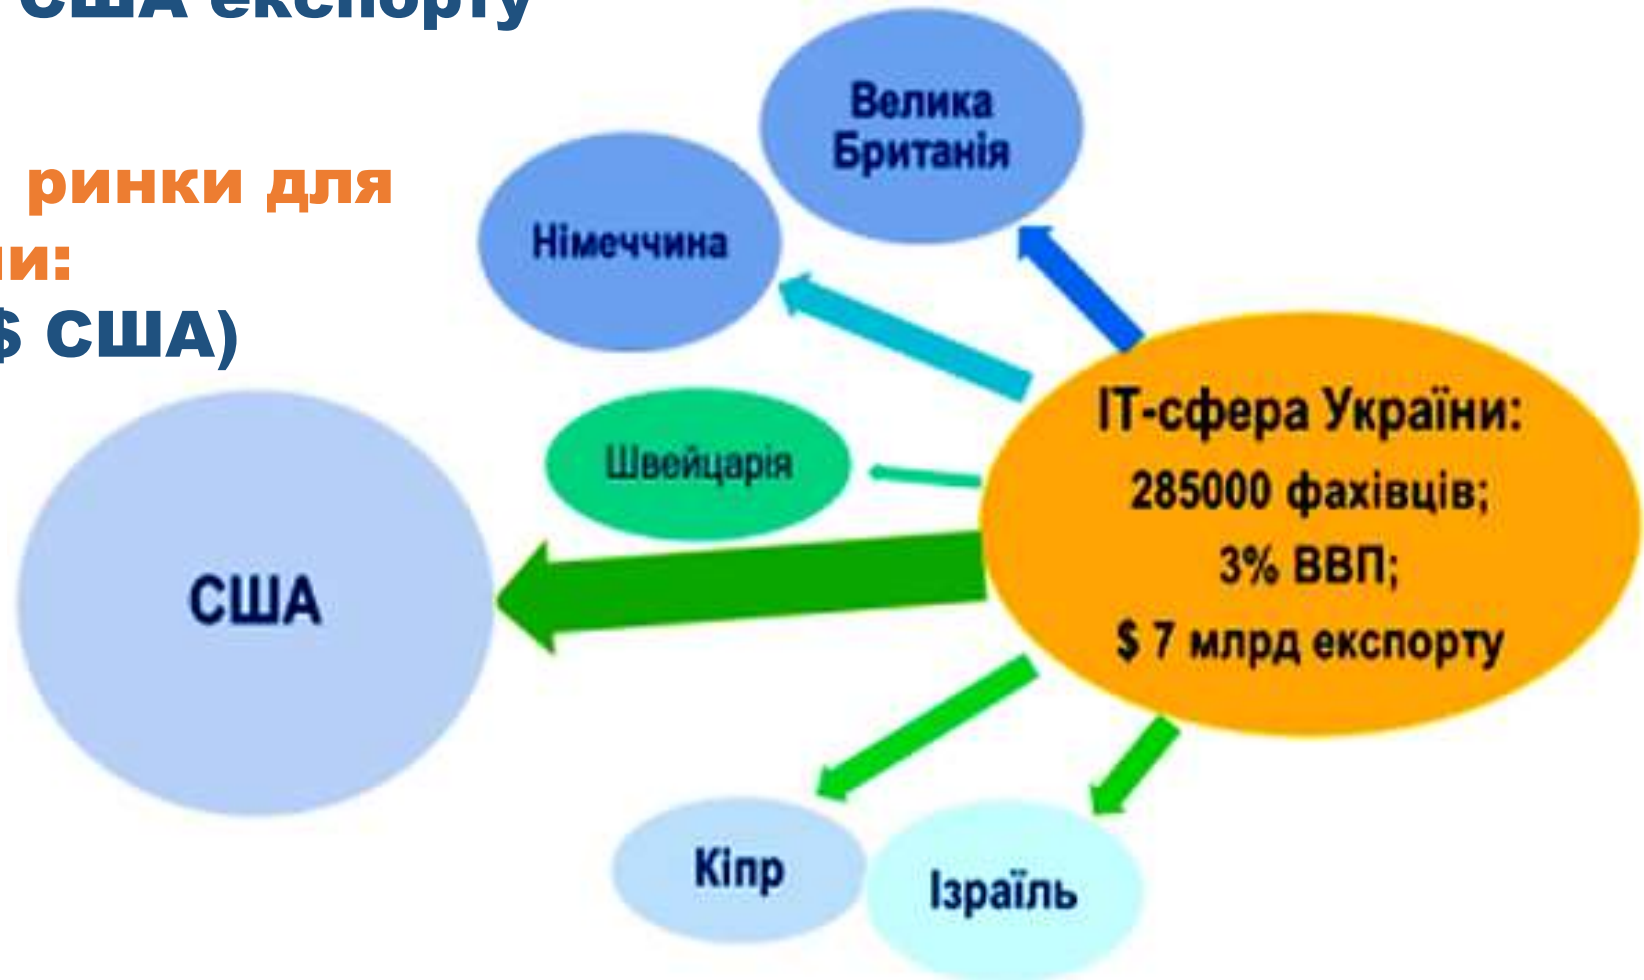 США експорту
ринки для
ни:
$ США)
Велика
Британія
Німеччина
Швейцарія
США
ІТ-сфера України:
285000 фахівців;
3% ВВП;
$ 7 млрд експорту
Кіпр
Ізраїль